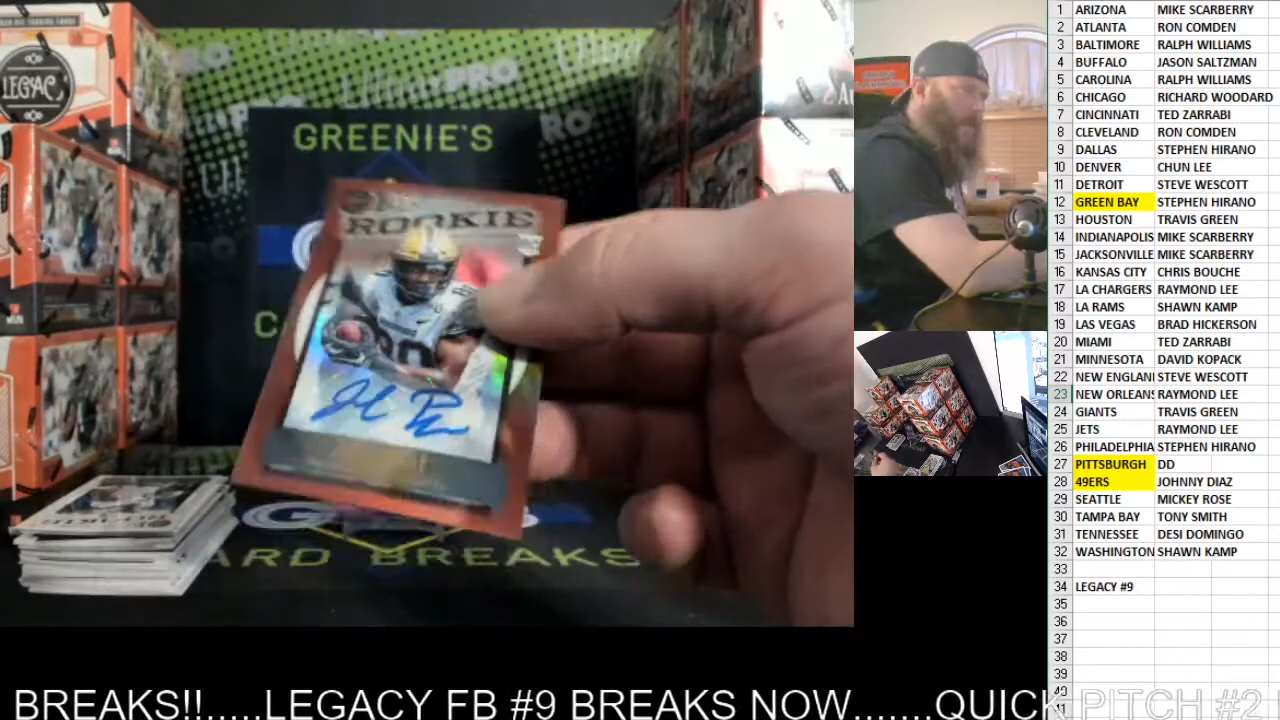 LEGACY
GREENIE'S
ROOKIE
ARD BREAKS
1 ARIZONA MIKE SCARBERRY
2 ATLANTA RON COMDEN
3 BALTIMORE RALPH WILLIAMS
4 BUFFALO JASON SALTZMAN
5 CAROLINA RALPH WILLIAMS
6 CHICAGO RICHARD WOODARD
7 CINCINNATI TED ZARRABI
8 CLEVELAND RON COMDEN
9 DALLAS STEPHEN HIRANO
10 DENVER CHUN LEE
11 DETROIT STEVE WESCOTT
12 GREEN BAY STEPHEN HIRANO
13 HOUSTON TRAVIS GREEN
14 INDIANAPOLIS MIKE SCARBERRY
15 JACKSONVILLE MIKE SCARBERRY
16 KANSAS CITY CHRIS BOUCHE
17 LA CHARGERS RAYMOND LEE
18 LA RAMS SHAWN KAMP
19 LAS VEGAS BRAD HICKERSON
20 MIAMI TED ZARRABI
21 MINNESOTA DAVID KOPACK
22 NEW ENGLAN STEVE WESCOTT
23 NEW ORLEANS RAYMOND LEE
24 GIANTS TRAVIS GREEN
25 JETS RAYMOND LEE
26 PHILADELPHIA STEPHEN HIRANO
27 PITTSBURGH DD
28 49ERS JOHNNY DIAZ
29 SEATTLE MICKEY ROSE
30 TAMPA BAY TONY SMITH
31 TENNESSEE DESI DOMINGO
32 WASHINGTON SHAWN KAMP
33
34 LEGACY #9
35
36
37
38
39
40
41
BREAKS!!.....LEGACY FB #9 BREAKS NOW.......QUICK PITCH #2